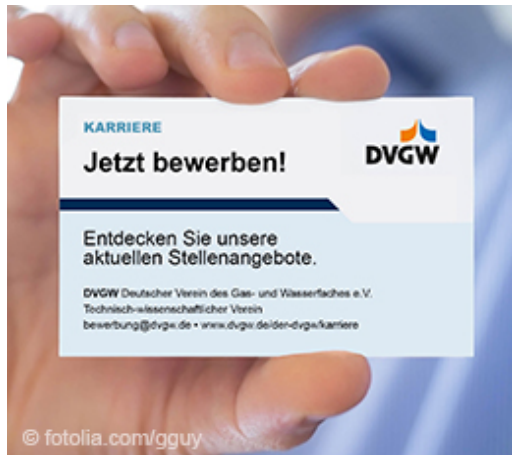 KARRIERE
Jetzt bewerben!
DVGW
Entdecken Sie unsere
aktuellen Stellenangebote.
DVGW Deutscher Verein des Gas- und Wasserfaches e.V.
Technisch-wissenschaftlicher Verein
bewerbung@dvgw.de • www.dvgw.de/der-dvgw/karriere
© fotolia.com/gguy